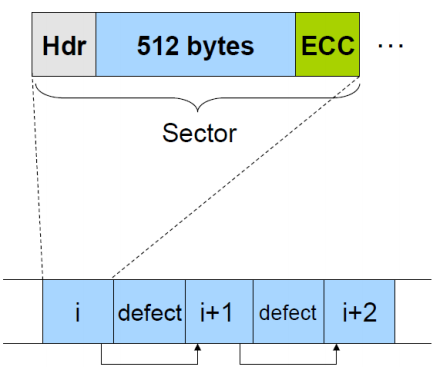 Hdr 512 bytes ECC ...
Sector
i defect i+1 defect i+2